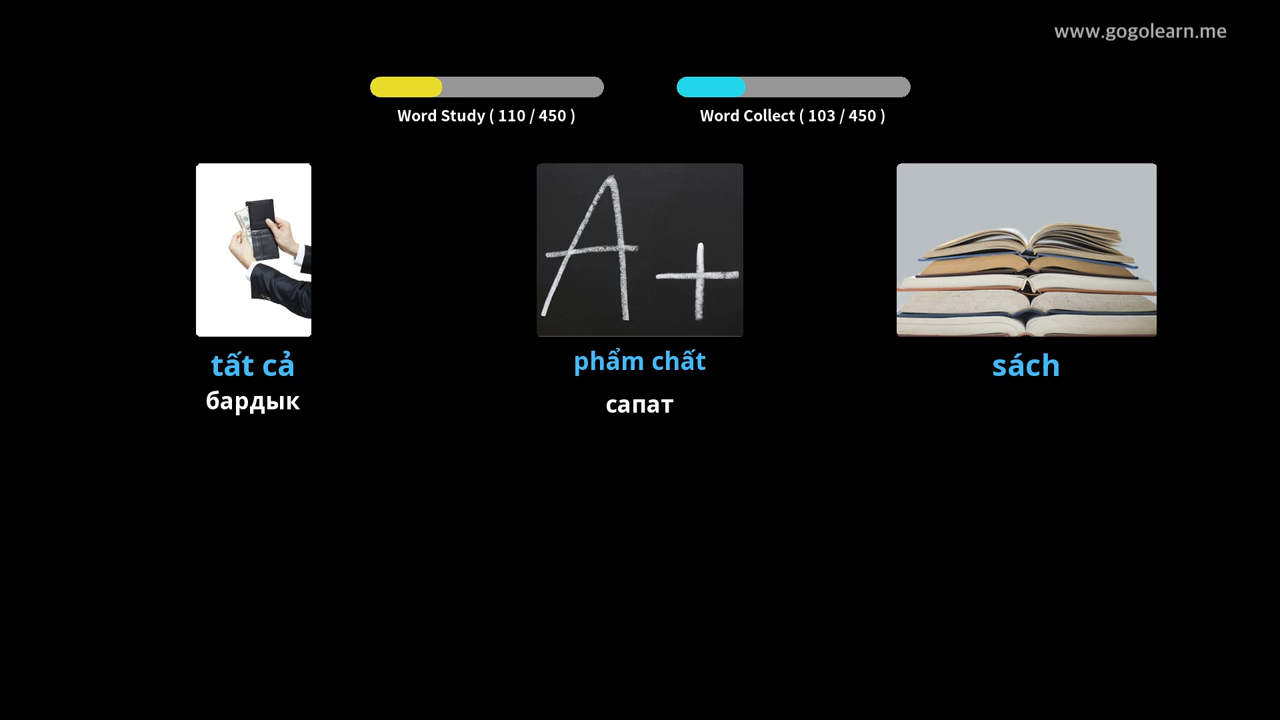 www.gogolearn.me
Word Study ( 110 / 450 )
Word Collect ( 103 / 450 )
A+
tất cả
бардык
phẩm chất
сапат
sách